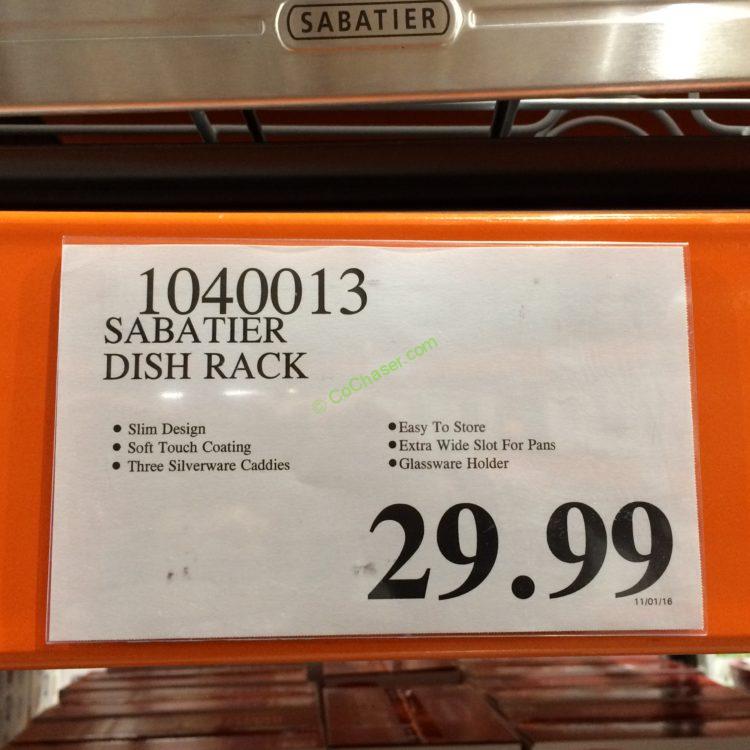 SABATIER
1040013
SABATIER
DISH RACK
© CoChaser.com
• Slim Design
• Soft Touch Coating
• Three Silverware Caddies
• Easy To Store
• Extra Wide Slot For Pans
• Glassware Holder
29.99
11/01/16